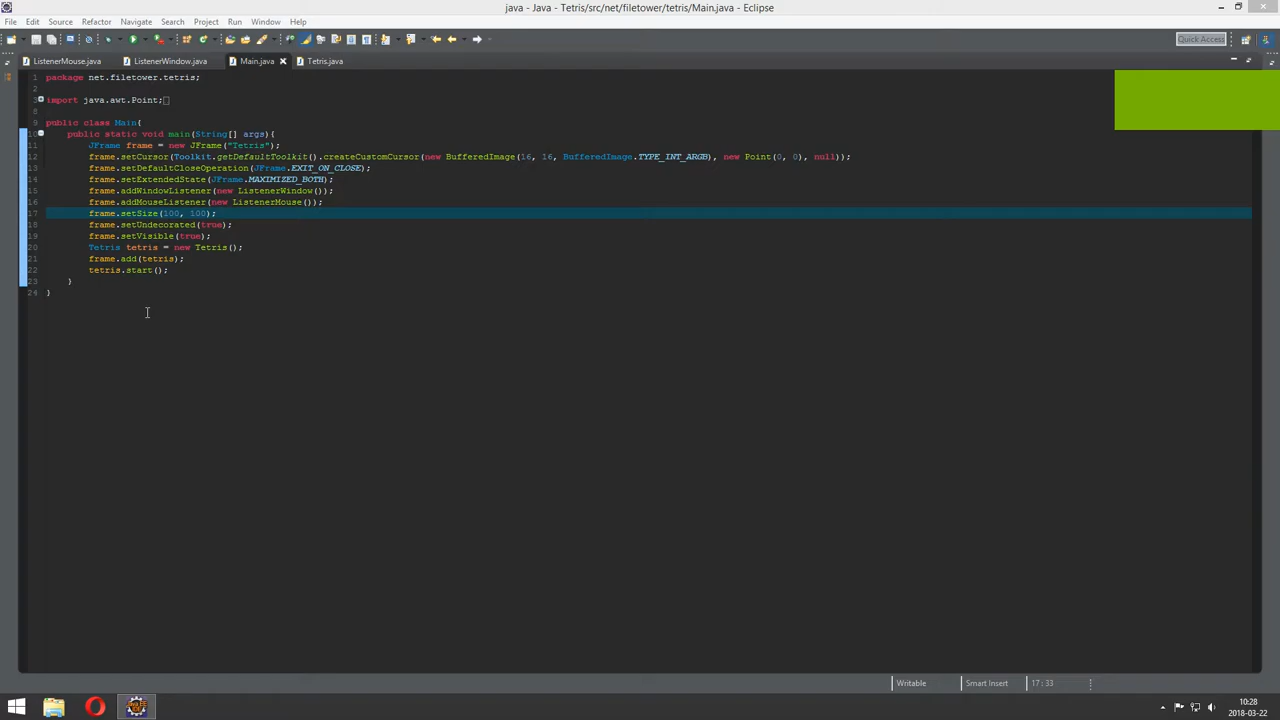 java - Java - Tetris/src/net/filetower/tetris/Main.java - Eclipse
File Edit Source Refactor Navigate Search Project Run Window Help
Quick Access
ListenerMouse.java ListenerWindow.java Main.java Tetris.java
1 package net.filetower.tetris;
2
3 import java.awt.Point;
8
9 public class Main{
10 public static void main(String[] args){
11 JFrame frame = new JFrame("Tetris");
12 frame.setCursor(Toolkit.getDefaultToolkit().createCustomCursor(new BufferedImage(16, 16, BufferedImage.TYPE_INT_ARGB), new Point(0, 0), null));
13 frame.setDefaultCloseOperation(JFrame.EXIT_ON_CLOSE);
14 frame.setExtendedState(JFrame.MAXIMIZED_BOTH);
15 frame.addWindowListener(new ListenerWindow());
16 frame.addMouseListener(new ListenerMouse());
17 frame.setSize(100, 100);
18 frame.setUndecorated(true);
19 frame.setVisible(true);
20 Tetris tetris = new Tetris();
21 frame.add(tetris);
22 tetris.start();
23 }
24 }
Writable Smart Insert 17 : 33
Java EE IDE
10:28
2018-03-22